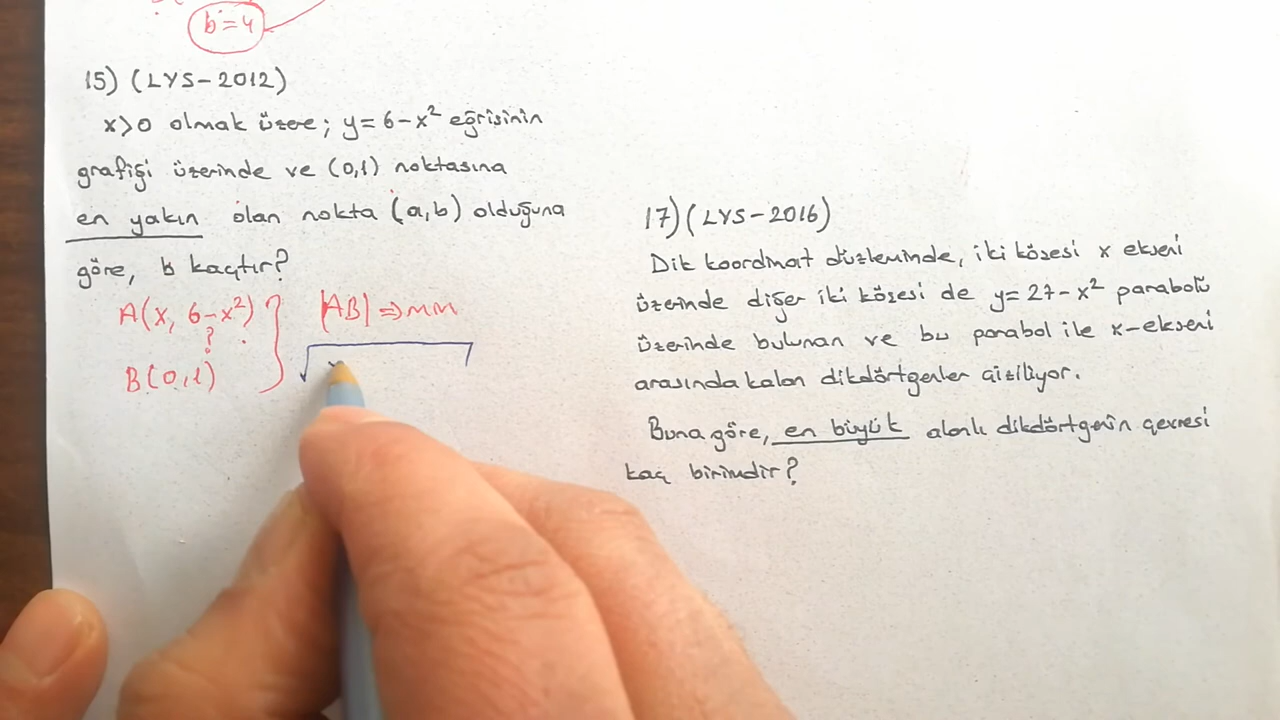 b=4
15) (LYS-2012)
x>0 olmak üzere; y=6-x² eğrisinin
grafiği üzerinde ve (0,1) noktasına
en yakın olan nokta (a,b) olduğuna
göre, b kaçtır?
A(x, 6-x²) |AB| => min
?
B(0,1)
17) (LYS-2016)
Dik koordinat düzleminde, iki köşesi x ekseni
üzerinde diğer iki köşesi de y=27-x² parabolü
üzerinde bulunan ve bu parabol ile x-ekseni
arasında kalan dikdörtgenler çiziliyor.
Buna göre, en büyük alanlı dikdörtgenin çevresi
kaç birimdir?